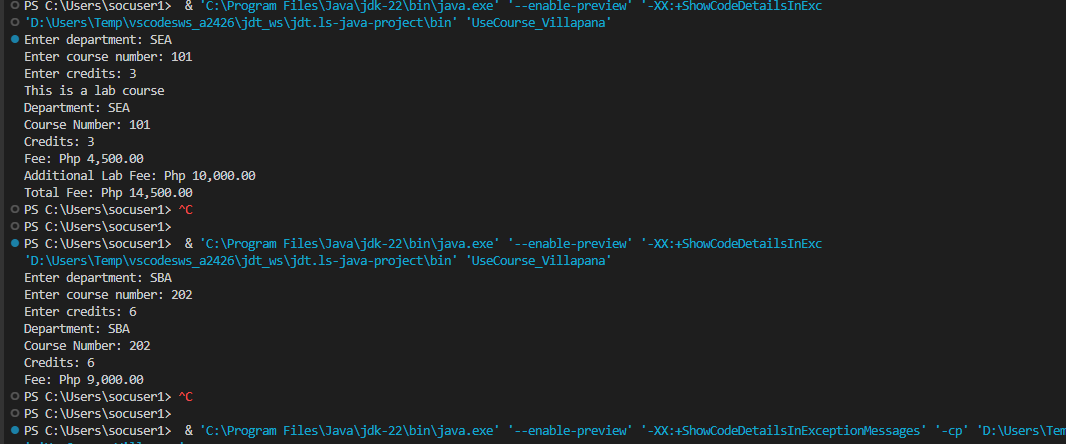 PS C:\Users\socuser1>  & 'C:\Program Files\Java\jdk-22\bin\java.exe' '--enable-preview' '-XX:+ShowCodeDetailsInExc
'D:\Users\Temp\vscodesws_a2426\jdt_ws\jdt.ls-java-project\bin' 'UseCourse_Villapana'
Enter department: SEA
Enter course number: 101
Enter credits: 3
This is a lab course
Department: SEA
Course Number: 101
Credits: 3
Fee: Php 4,500.00
Additional Lab Fee: Php 10,000.00
Total Fee: Php 14,500.00
PS C:\Users\socuser1> ^C
PS C:\Users\socuser1>
PS C:\Users\socuser1>  & 'C:\Program Files\Java\jdk-22\bin\java.exe' '--enable-preview' '-XX:+ShowCodeDetailsInExc
'D:\Users\Temp\vscodesws_a2426\jdt_ws\jdt.ls-java-project\bin' 'UseCourse_Villapana'
Enter department: SBA
Enter course number: 202
Enter credits: 6
Department: SBA
Course Number: 202
Credits: 6
Fee: Php 9,000.00
PS C:\Users\socuser1> ^C
PS C:\Users\socuser1>
PS C:\Users\socuser1>  & 'C:\Program Files\Java\jdk-22\bin\java.exe' '--enable-preview' '-XX:+ShowCodeDetailsInExceptionMessages' '-cp' 'D:\Users\Tem